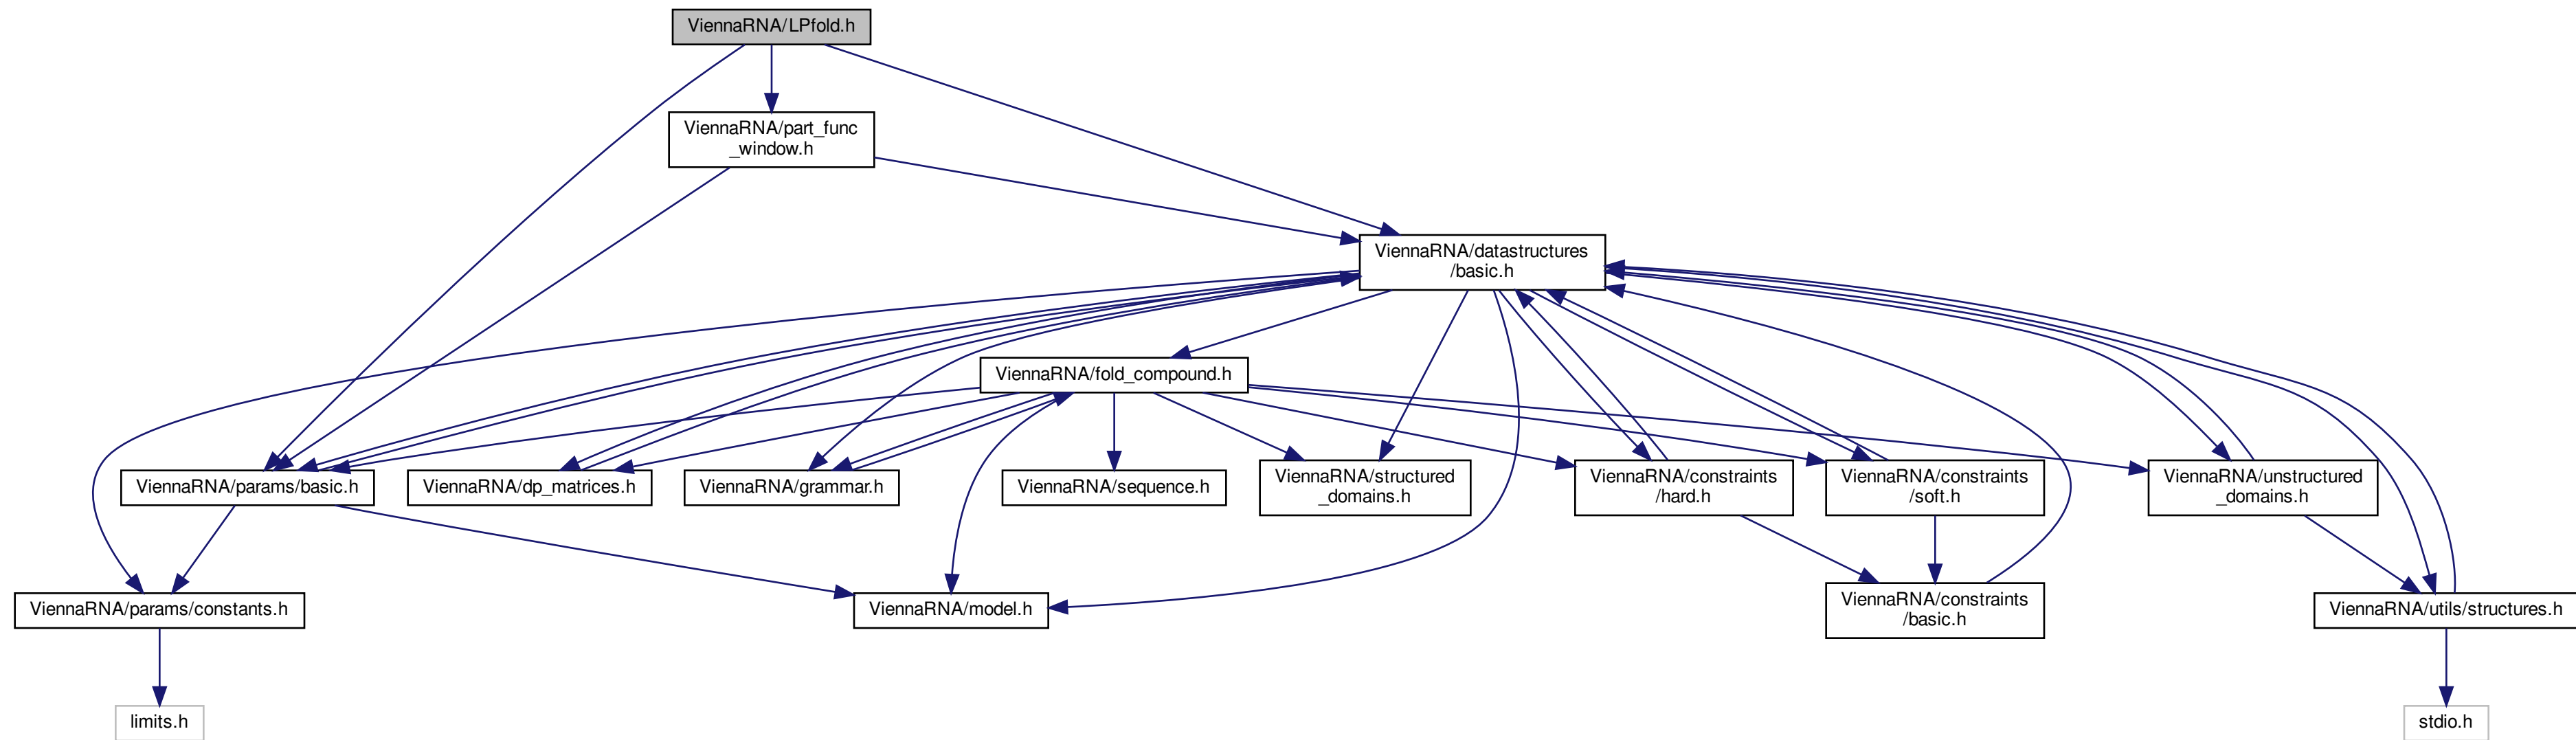 ViennaRNA/LPfold.h
ViennaRNA/part_func
_window.h
ViennaRNA/datastructures
/basic.h
ViennaRNA/fold_compound.h
ViennaRNA/params/basic.h
ViennaRNA/dp_matrices.h
ViennaRNA/grammar.h
ViennaRNA/sequence.h
ViennaRNA/structured
_domains.h
ViennaRNA/constraints
/hard.h
ViennaRNA/constraints
/soft.h
ViennaRNA/unstructured
_domains.h
ViennaRNA/params/constants.h
ViennaRNA/model.h
ViennaRNA/constraints
/basic.h
ViennaRNA/utils/structures.h
limits.h
stdio.h